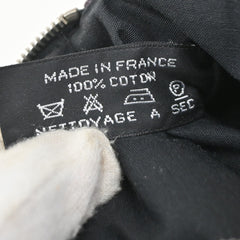 MADE IN FRANCE
100% COTON
P
NETTOYAGE A SEC